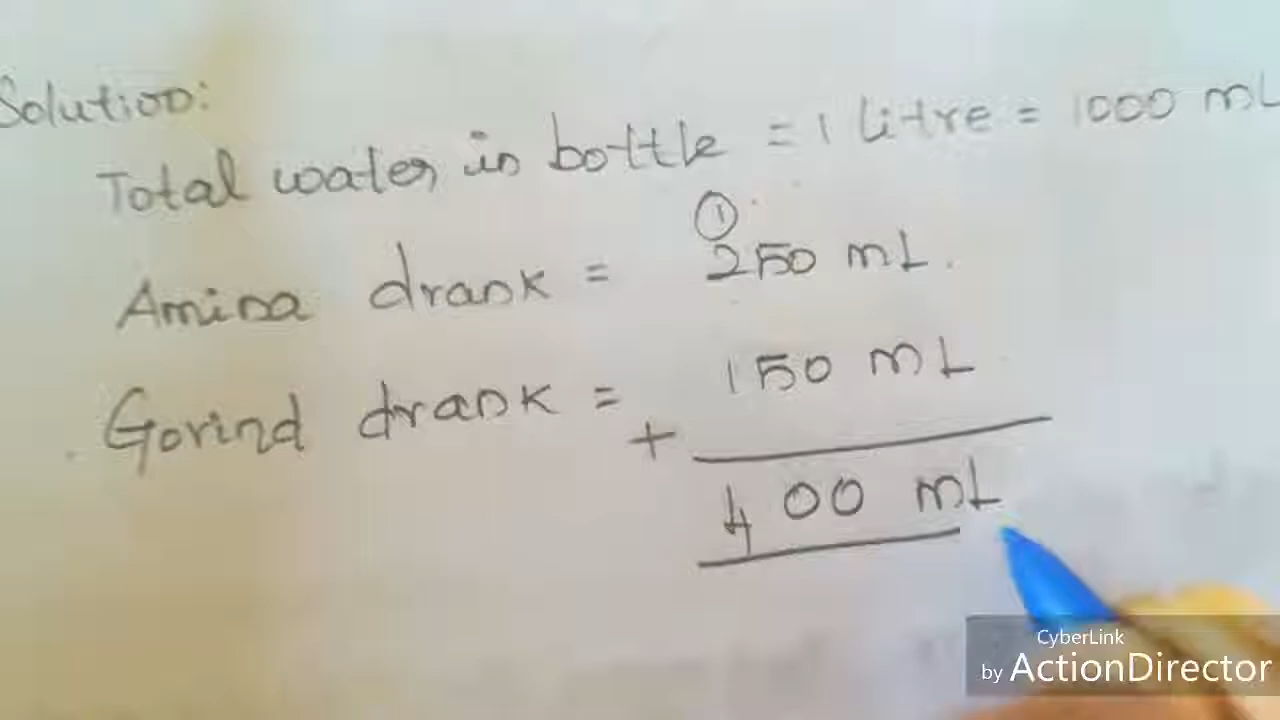 Solution:
Total water in bottle = 1 litre = 1000 mL
1
Amina drank = 250 mL.
Govind drank = 150 mL
+
400 mL
CyberLink
by ActionDirector